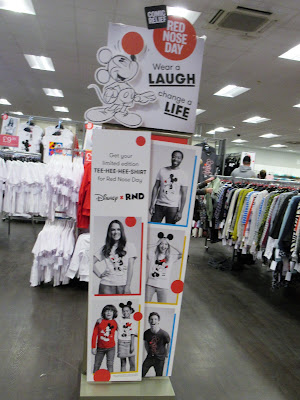 COMIC
RELIEF
RED NOSE
DAY
Wear a
LAUGH
change a
LIFE
Get your
limited edition
TEE-HEE-HEE-SHIRT
for Red Nose Day
Disney x RND